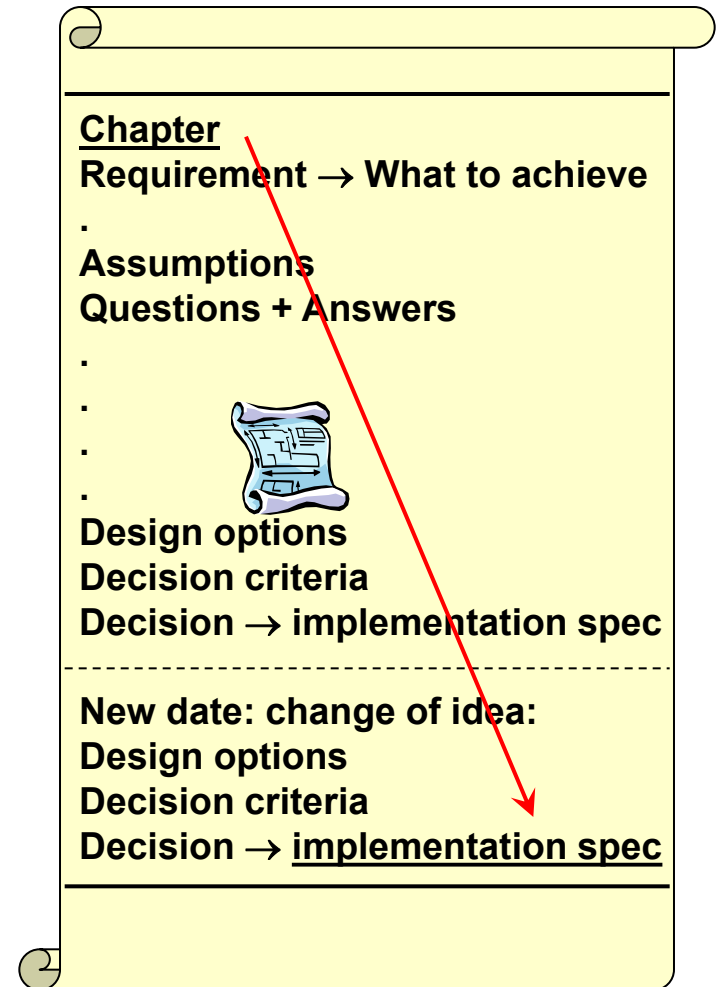 Chapter
Requirement → What to achieve
.
Assumptions
Questions + Answers
.
.
.
.
Design options
Decision criteria
Decision → implementation spec
New date: change of idea:
Design options
Decision criteria
Decision → implementation spec